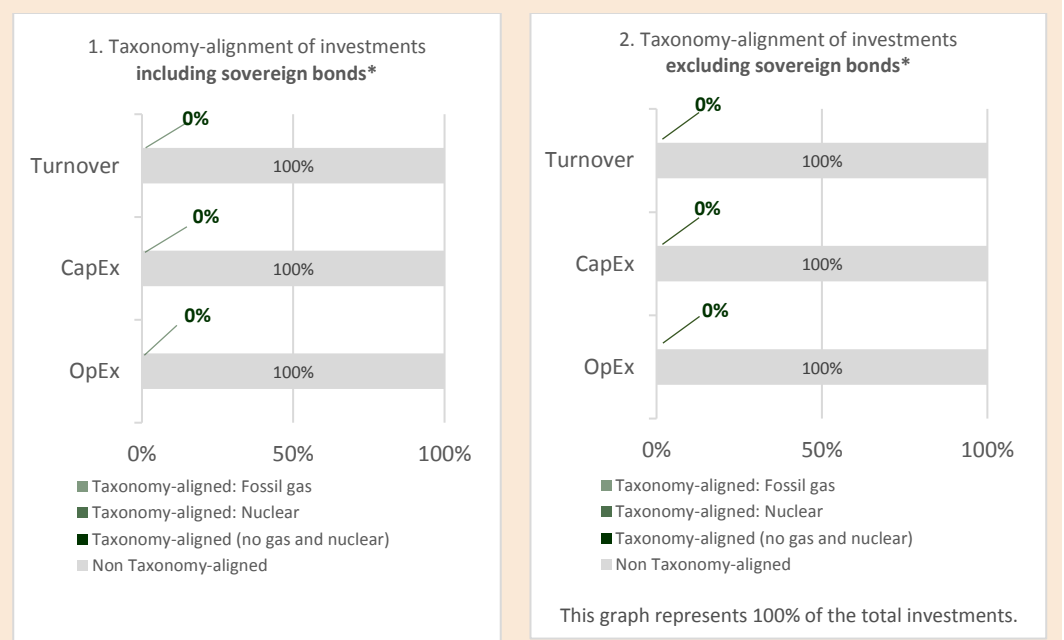 1. Taxonomy-alignment of investments
including sovereign bonds*
0%
Turnover
100%
0%
CapEx
100%
0%
OpEx
100%
0%
50%
100%
Taxonomy-aligned: Fossil gas
Taxonomy-aligned: Nuclear
Taxonomy-aligned (no gas and nuclear)
Non Taxonomy-aligned
2. Taxonomy-alignment of investments
excluding sovereign bonds*
0%
Turnover
100%
0%
CapEx
100%
0%
OpEx
100%
0%
50%
100%
Taxonomy-aligned: Fossil gas
Taxonomy-aligned: Nuclear
Taxonomy-aligned (no gas and nuclear)
Non Taxonomy-aligned
This graph represents 100% of the total investments.